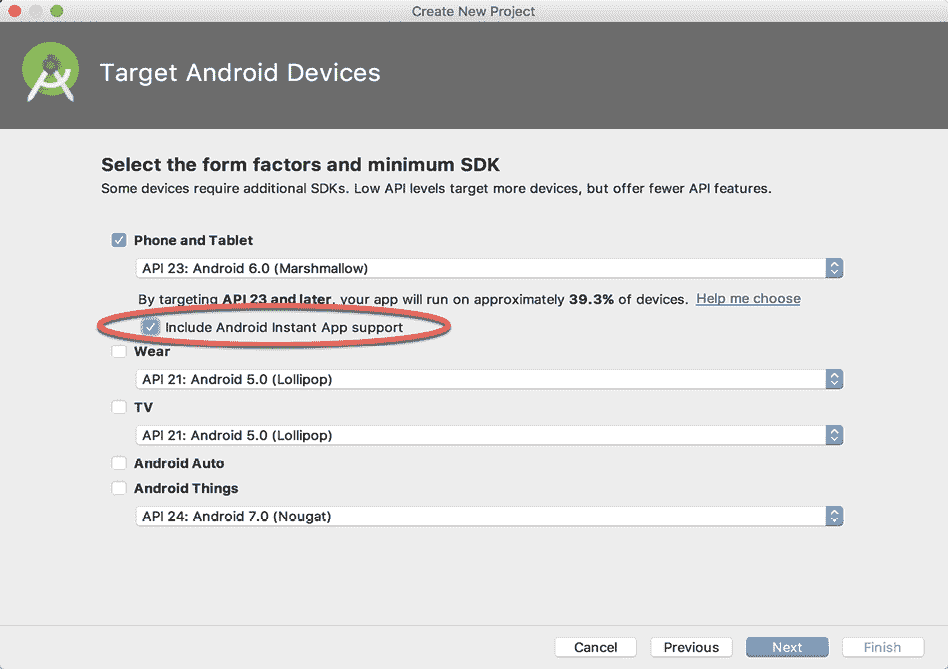 Create New Project
Target Android Devices
Select the form factors and minimum SDK
Some devices require additional SDKs. Low API levels target more devices, but offer fewer API features.
Phone and Tablet
API 23: Android 6.0 (Marshmallow)
By targeting API 23 and later, your app will run on approximately 39.3% of devices. Help me choose
Include Android Instant App support
Wear
API 21: Android 5.0 (Lollipop)
TV
API 21: Android 5.0 (Lollipop)
Android Auto
Android Things
API 24: Android 7.0 (Nougat)
Cancel Previous Next Finish